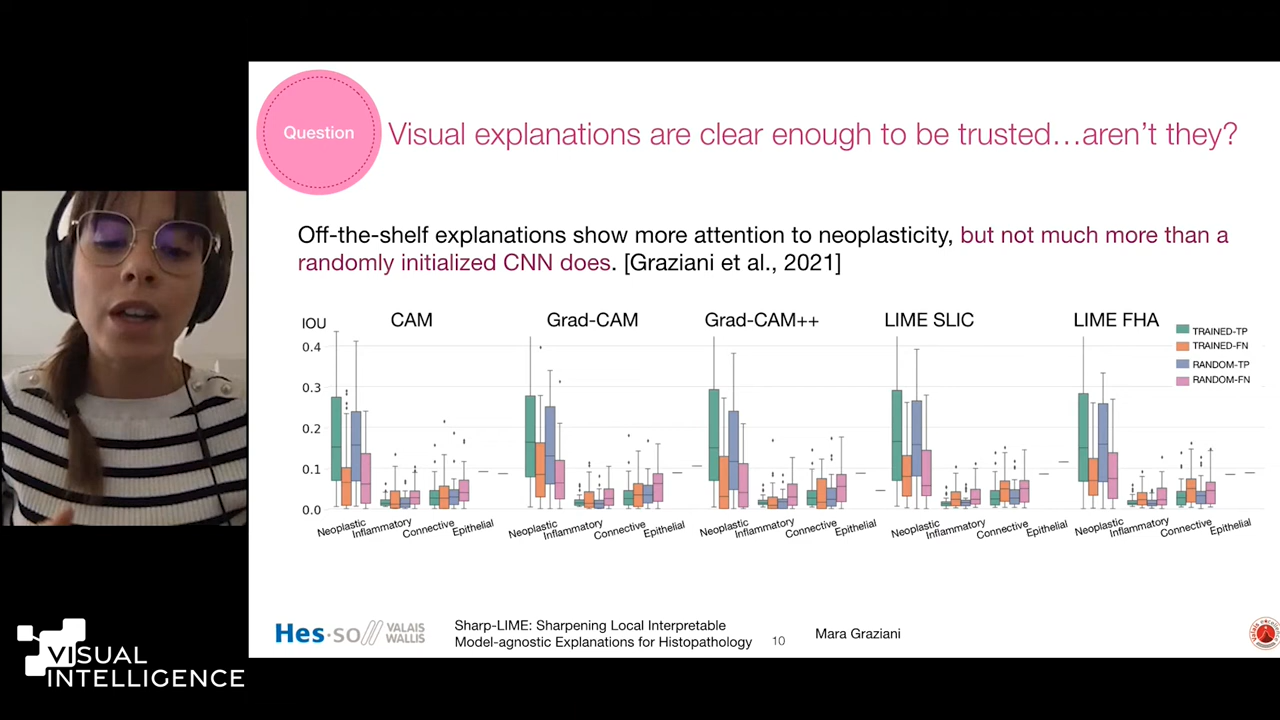 Question
Visual explanations are clear enough to be trusted…aren't they?
Off-the-shelf explanations show more attention to neoplasticity, but not much more than a
randomly initialized CNN does. [Graziani et al., 2021]
IOU
CAM
Grad-CAM
Grad-CAM++
LIME SLIC
LIME FHA
TRAINED-TP
TRAINED-FN
RANDOM-TP
RANDOM-FN
0.4
0.3
0.2
0.1
0.0
Neoplastic Inflammatory Connective Epithelial
Neoplastic Inflammatory Connective Epithelial
Neoplastic Inflammatory Connective Epithelial
Neoplastic Inflammatory Connective Epithelial
Neoplastic Inflammatory Connective Epithelial
Hes·so// VALAIS
WALLIS
Sharp-LIME: Sharpening Local Interpretable
Model-agnostic Explanations for Histopathology
10
Mara Graziani
VISUAL
INTELLIGENCE